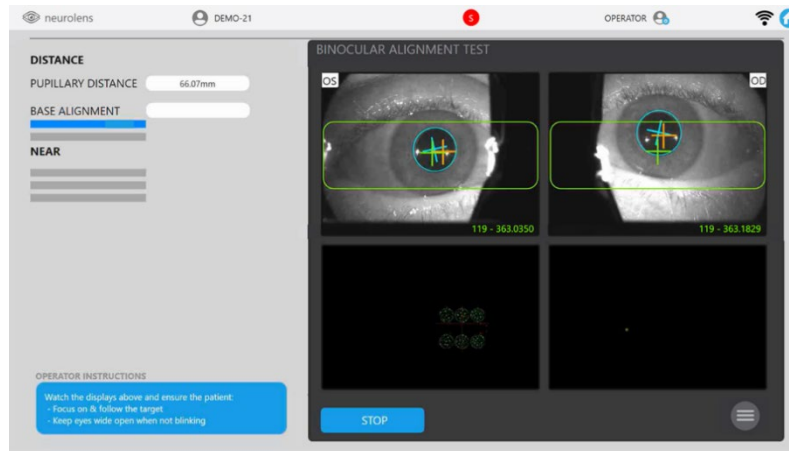 neurolens
DEMO-21
S
OPERATOR
DISTANCE
PUPILLARY DISTANCE 66.07mm
BASE ALIGNMENT
NEAR
OPERATOR INSTRUCTIONS
Watch the displays above and ensure the patient:
- Focus on & follow the target
- Keep eyes wide open when not blinking
BINOCULAR ALIGNMENT TEST
OS
OD
119 - 363.0350
119 - 363.1829
STOP